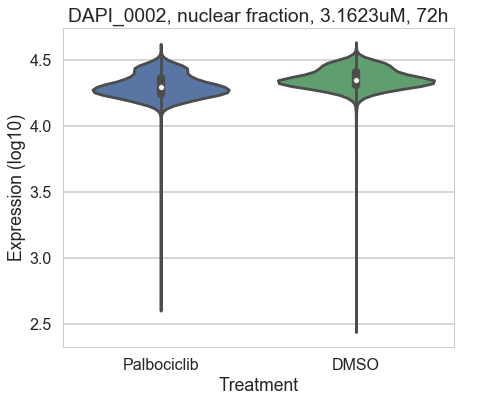 DAPI_0002, nuclear fraction, 3.1623uM, 72h
Expression (log10)
4.5
4.0
3.5
3.0
2.5
Palbociclib
DMSO
Treatment